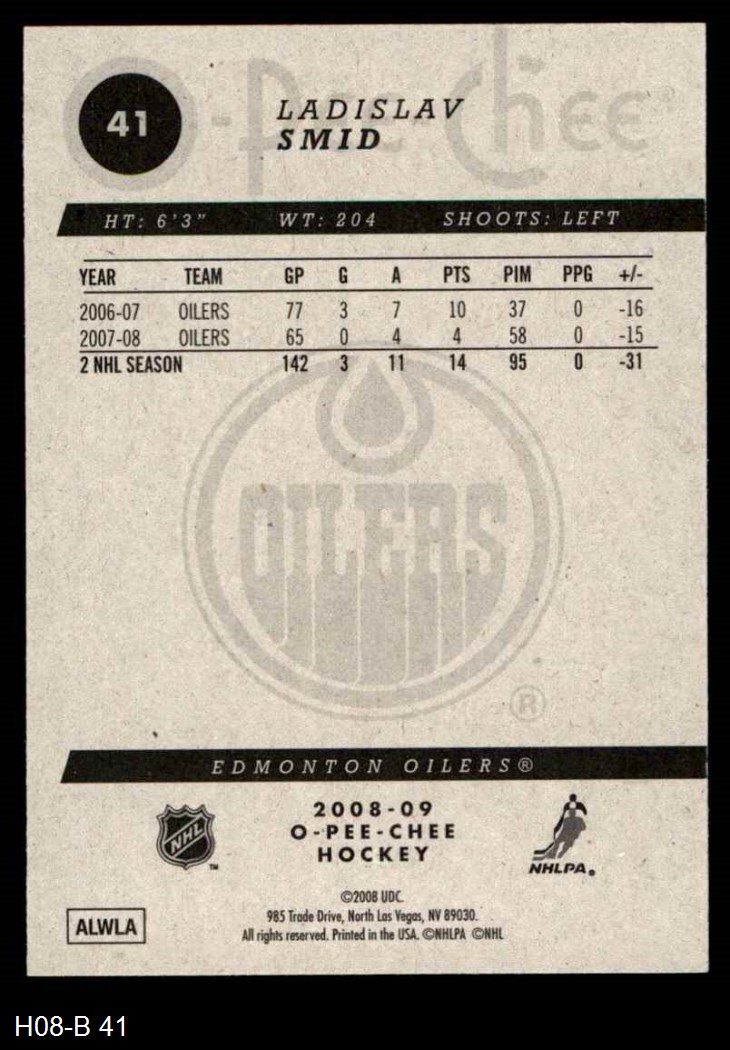 O-Pee-Chee®
41
LADISLAV
SMID
HT: 6'3" WT: 204 SHOOTS: LEFT
YEAR TEAM GP G A PTS PIM PPG +/-
2006-07 OILERS 77 3 7 10 37 0 -16
2007-08 OILERS 65 0 4 4 58 0 -15
2 NHL SEASON 142 3 11 14 95 0 -31
OILERS
®
EDMONTON OILERS®
NHL
TM
2008-09
O-PEE-CHEE
HOCKEY
NHLPA®
©2008 UDC.
985 Trade Drive, North Las Vegas, NV 89030.
All rights reserved. Printed in the USA. ©NHLPA ©NHL
ALWLA
H08-B 41